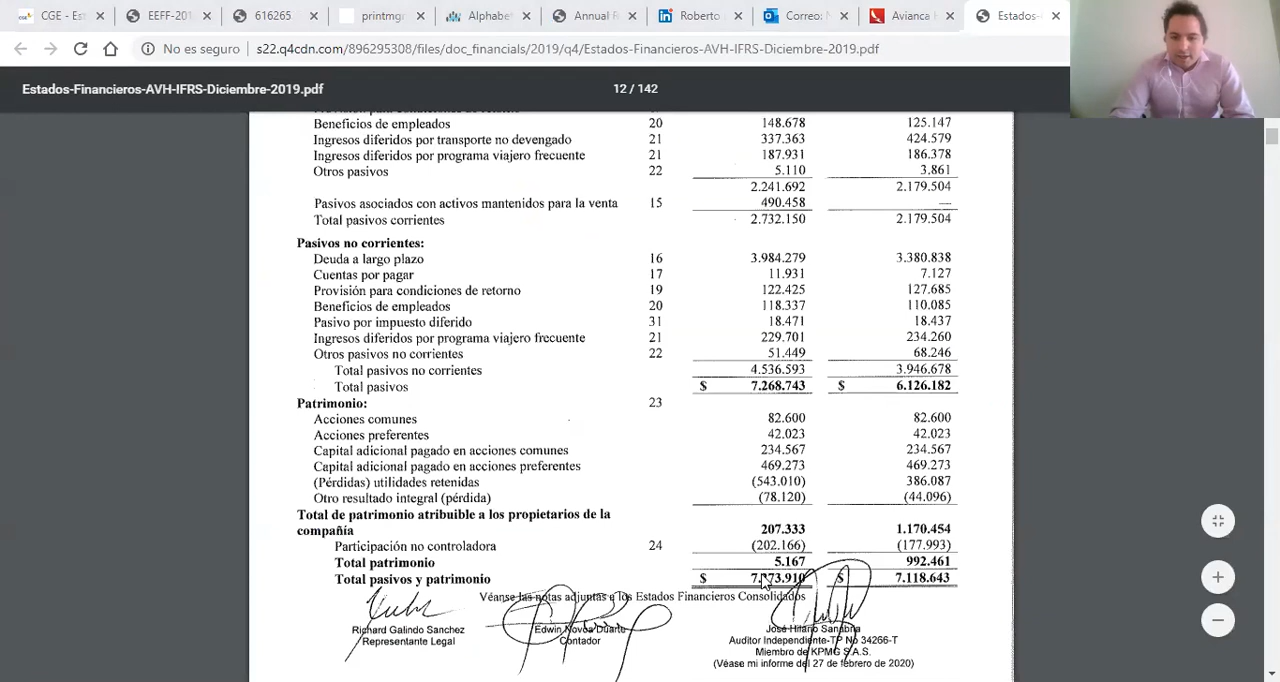 CGE - Est
EEFF-201
616265
printmg
Alphabe
Annual R
Roberto
Correo: N
Avianca H
Estados-
No es seguro | s22.q4cdn.com/896295308/files/doc_financials/2019/q4/Estados-Financieros-AVH-IFRS-Diciembre-2019.pdf
Estados-Financieros-AVH-IFRS-Diciembre-2019.pdf 12 / 142
Beneficios de empleados 20 148.678 125.147
Ingresos diferidos por transporte no devengado 21 337.363 424.579
Ingresos diferidos por programa viajero frecuente 21 187.931 186.378
Otros pasivos 22 5.110 3.861
2.241.692 2.179.504
Pasivos asociados con activos mantenidos para la venta 15 490.458 —
Total pasivos corrientes 2.732.150 2.179.504
Pasivos no corrientes:
Deuda a largo plazo 16 3.984.279 3.380.838
Cuentas por pagar 17 11.931 7.127
Provisión para condiciones de retorno 19 122.425 127.685
Beneficios de empleados 20 118.337 110.085
Pasivo por impuesto diferido 31 18.471 18.437
Ingresos diferidos por programa viajero frecuente 21 229.701 234.260
Otros pasivos no corrientes 22 51.449 68.246
Total pasivos no corrientes 4.536.593 3.946.678
Total pasivos $ 7.268.743 $ 6.126.182
Patrimonio: 23
Acciones comunes 82.600 82.600
Acciones preferentes 42.023 42.023
Capital adicional pagado en acciones comunes 234.567 234.567
Capital adicional pagado en acciones preferentes 469.273 469.273
(Pérdidas) utilidades retenidas (543.010) 386.087
Otro resultado integral (pérdida) (78.120) (44.096)
Total de patrimonio atribuible a los propietarios de la
compañía 207.333 1.170.454
Participación no controladora 24 (202.166) (177.993)
Total patrimonio 5.167 992.461
Total pasivos y patrimonio $ 7.273.910 $ 7.118.643
Véanse las notas adjuntas a los Estados Financieros Consolidados
Richard Galindo Sanchez
Representante Legal
Edwin Novoa Duarte
Contador
José Hilario Sanabria
Auditor Independiente-TP No 34266-T
Miembro de KPMG S.A.S.
(Véase mi informe del 27 de febrero de 2020)